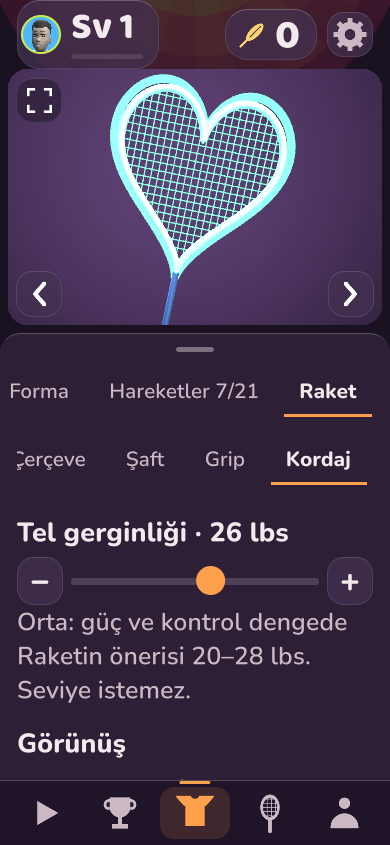 Sv 1
0
Forma
Hareketler 7/21
Raket
Çerçeve
Şaft
Grip
Kordaj
Tel gerginliği · 26 lbs
Orta: güç ve kontrol dengede
Raketin önerisi 20–28 lbs.
Seviye istemez.
Görünüş